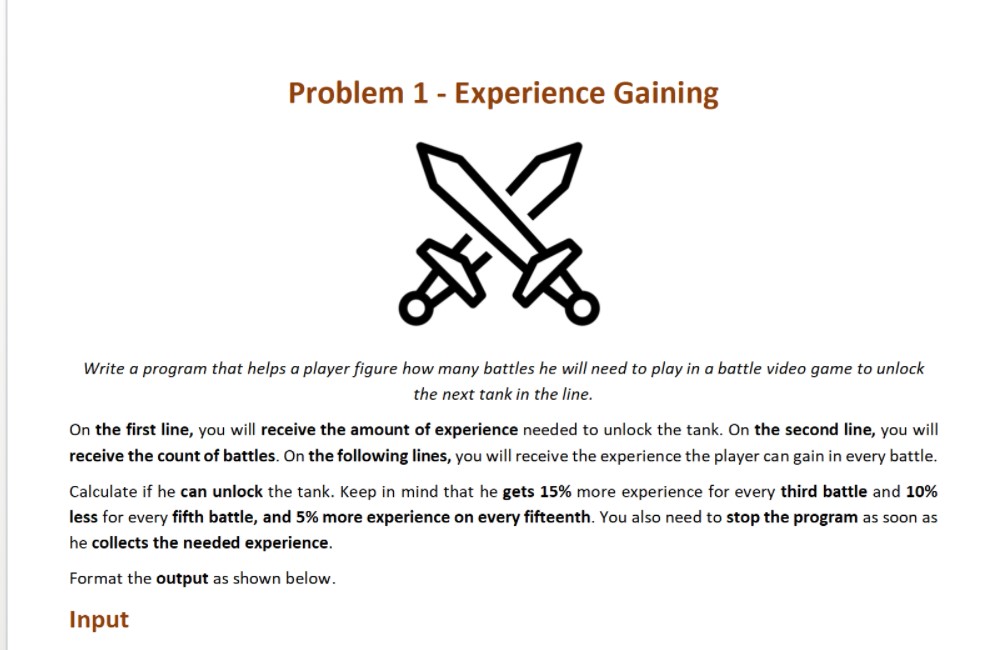 Problem 1 - Experience Gaining
Write a program that helps a player figure how many battles he will need to play in a battle video game to unlock
the next tank in the line.
On the first line, you will receive the amount of experience needed to unlock the tank. On the second line, you will
receive the count of battles. On the following lines, you will receive the experience the player can gain in every battle.
Calculate if he can unlock the tank. Keep in mind that he gets 15% more experience for every third battle and 10%
less for every fifth battle, and 5% more experience on every fifteenth. You also need to stop the program as soon as
he collects the needed experience.
Format the output as shown below.
Input